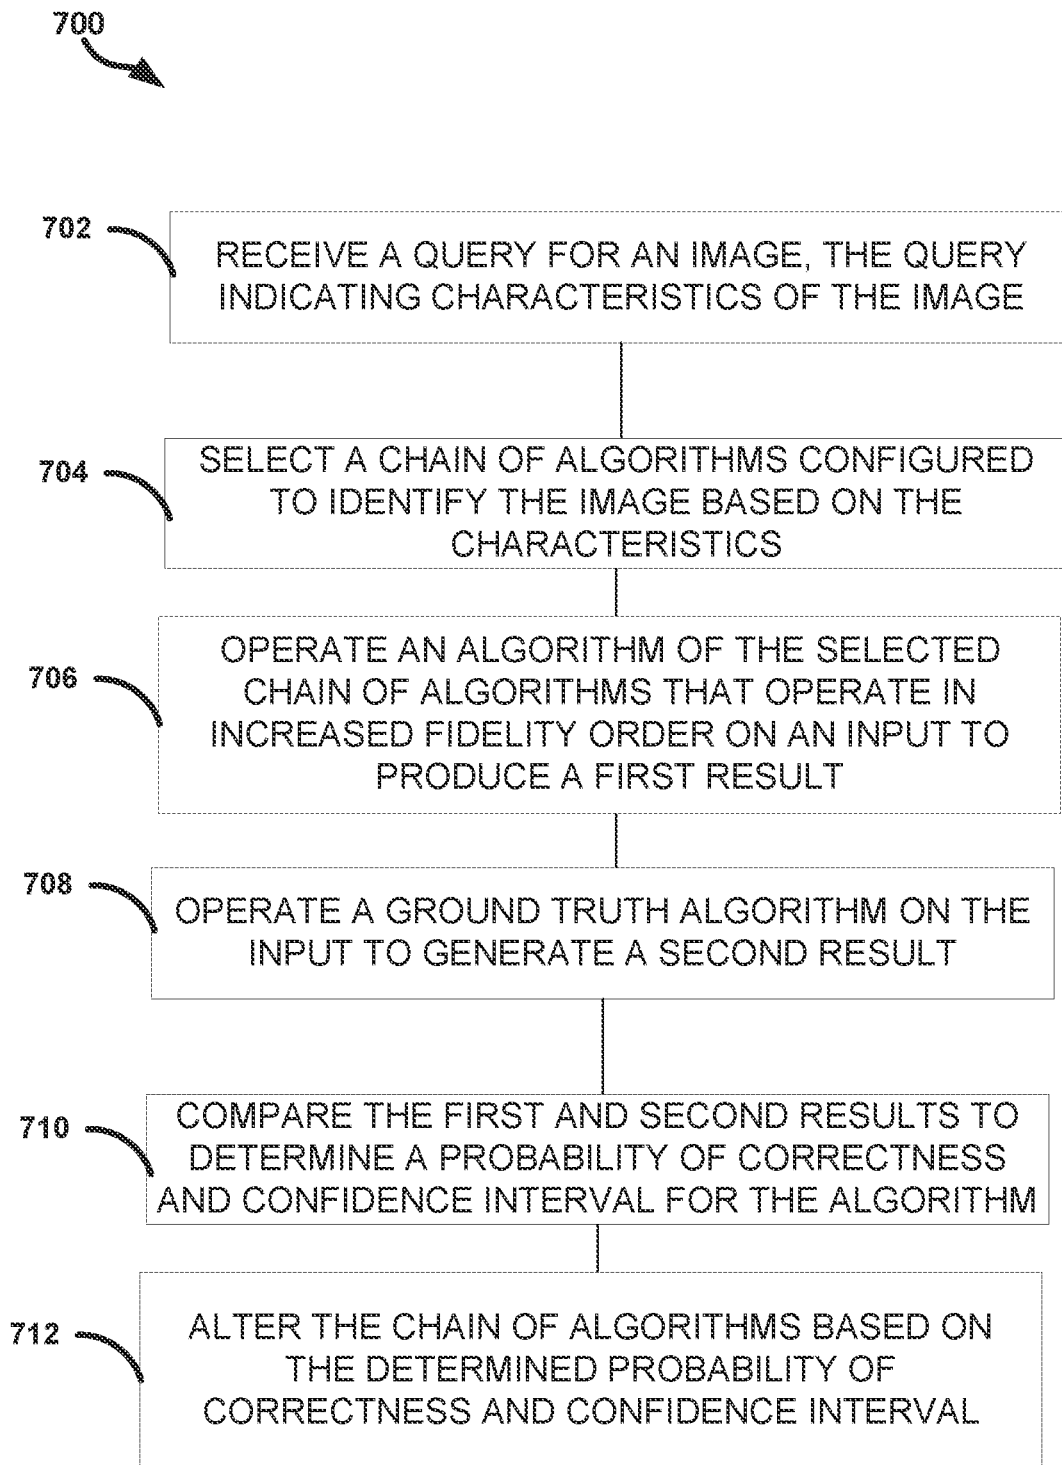 700
702
RECEIVE A QUERY FOR AN IMAGE, THE QUERY
INDICATING CHARACTERISTICS OF THE IMAGE
704
SELECT A CHAIN OF ALGORITHMS CONFIGURED
TO IDENTIFY THE IMAGE BASED ON THE
CHARACTERISTICS
706
OPERATE AN ALGORITHM OF THE SELECTED
CHAIN OF ALGORITHMS THAT OPERATE IN
INCREASED FIDELITY ORDER ON AN INPUT TO
PRODUCE A FIRST RESULT
708
OPERATE A GROUND TRUTH ALGORITHM ON THE
INPUT TO GENERATE A SECOND RESULT
710
COMPARE THE FIRST AND SECOND RESULTS TO
DETERMINE A PROBABILITY OF CORRECTNESS
AND CONFIDENCE INTERVAL FOR THE ALGORITHM
712
ALTER THE CHAIN OF ALGORITHMS BASED ON
THE DETERMINED PROBABILITY OF
CORRECTNESS AND CONFIDENCE INTERVAL